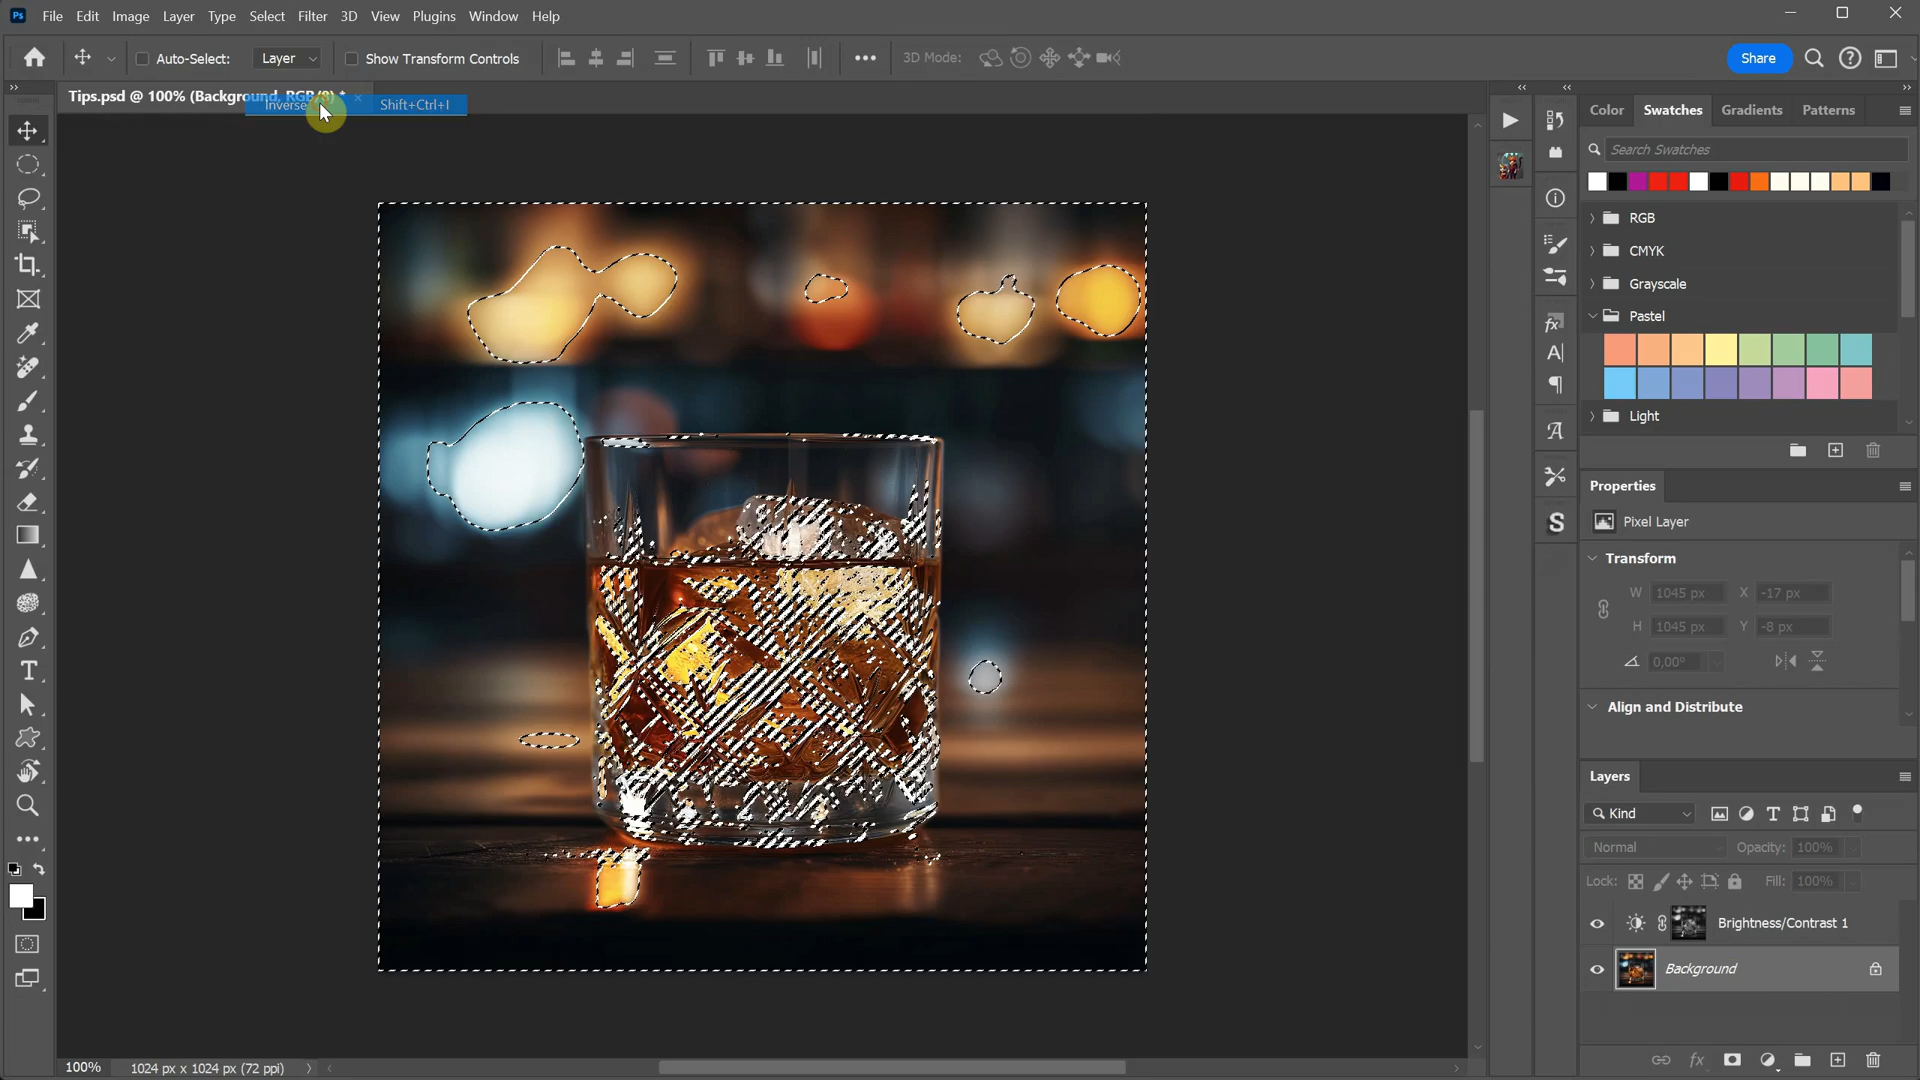 Ps File Edit Image Layer Type Select Filter 3D View Plugins Window Help
Auto-Select: Layer Show Transform Controls 3D Mode: Share
Tips.psd @ 100% (Background, RGB/8) *
Inverse Shift+Ctrl+I
Color Swatches Gradients Patterns
Search Swatches
RGB
CMYK
Grayscale
Pastel
Light
Properties
Pixel Layer
Transform
W 1045 px X -17 px
H 1045 px Y -8 px
0,00°
Align and Distribute
Layers
Kind
Normal Opacity: 100%
Lock: Fill: 100%
Brightness/Contrast 1
Background
100% 1024 px x 1024 px (72 ppi)